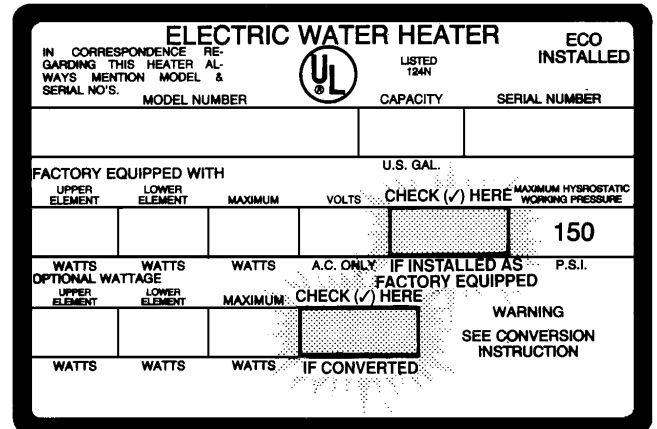 ELECTRIC WATER HEATER
IN CORRESPONDENCE RE-
GARDING THIS HEATER AL-
WAYS MENTION MODEL &
SERIAL NO'S.
UL
®
LISTED
124N
ECO
INSTALLED
MODEL NUMBER
CAPACITY
SERIAL NUMBER
U.S. GAL.
FACTORY EQUIPPED WITH
UPPER
ELEMENT
LOWER
ELEMENT
MAXIMUM
VOLTS
CHECK (✓) HERE
MAXIMUM HYSROSTATIC
WORKING PRESSURE
150
WATTS
WATTS
WATTS
A.C. ONLY
IF INSTALLED AS
FACTORY EQUIPPED
P.S.I.
OPTIONAL WATTAGE
UPPER
ELEMENT
LOWER
ELEMENT
MAXIMUM
CHECK (✓) HERE
WARNING
SEE CONVERSION
INSTRUCTION
WATTS
WATTS
WATTS
IF CONVERTED